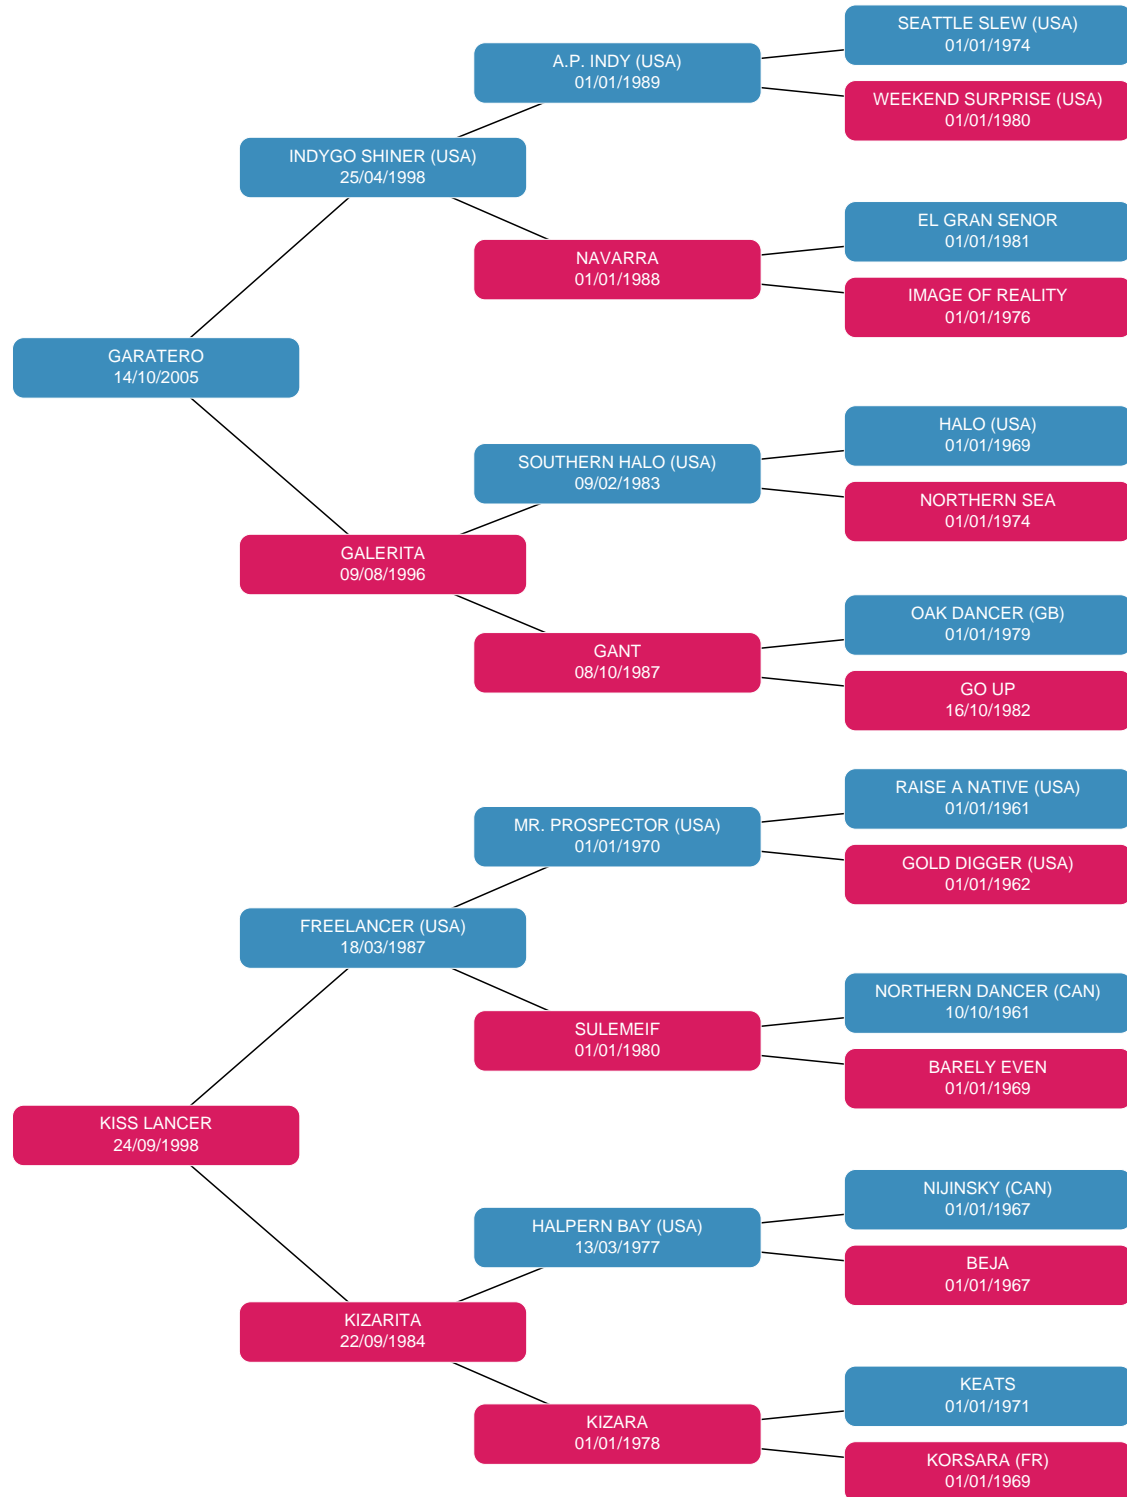 SEATTLE SLEW (USA)
01/01/1974
A.P. INDY (USA)
01/01/1989
WEEKEND SURPRISE (USA)
01/01/1980
INDYGO SHINER (USA)
25/04/1998
EL GRAN SENOR
01/01/1981
NAVARRA
01/01/1988
IMAGE OF REALITY
01/01/1976
GARATERO
14/10/2005
HALO (USA)
01/01/1969
SOUTHERN HALO (USA)
09/02/1983
NORTHERN SEA
01/01/1974
GALERITA
09/08/1996
OAK DANCER (GB)
01/01/1979
GANT
08/10/1987
GO UP
16/10/1982
RAISE A NATIVE (USA)
01/01/1961
MR. PROSPECTOR (USA)
01/01/1970
GOLD DIGGER (USA)
01/01/1962
FREELANCER (USA)
18/03/1987
NORTHERN DANCER (CAN)
10/10/1961
SULEMEIF
01/01/1980
BARELY EVEN
01/01/1969
KISS LANCER
24/09/1998
NIJINSKY (CAN)
01/01/1967
HALPERN BAY (USA)
13/03/1977
BEJA
01/01/1967
KIZARITA
22/09/1984
KEATS
01/01/1971
KIZARA
01/01/1978
KORSARA (FR)
01/01/1969